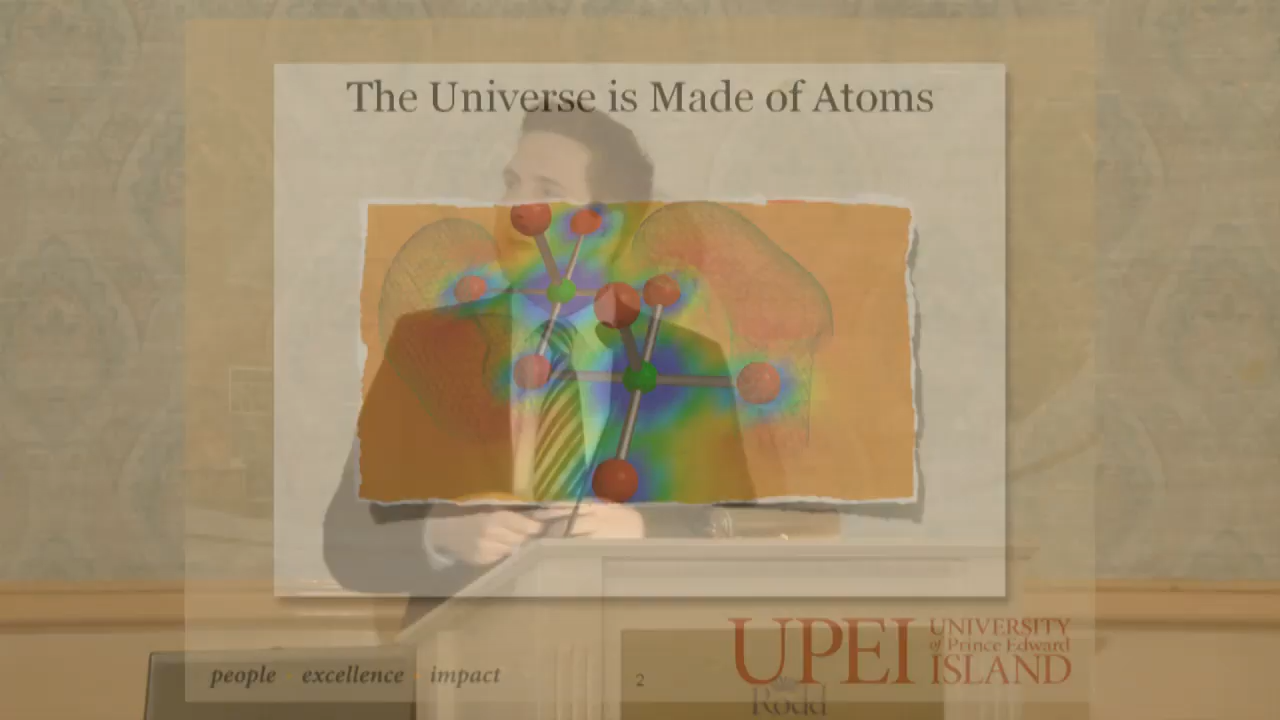 The Universe is Made of Atoms
people · excellence · impact
2
UPEI UNIVERSITY
of Prince Edward
ISLAND
Rodd